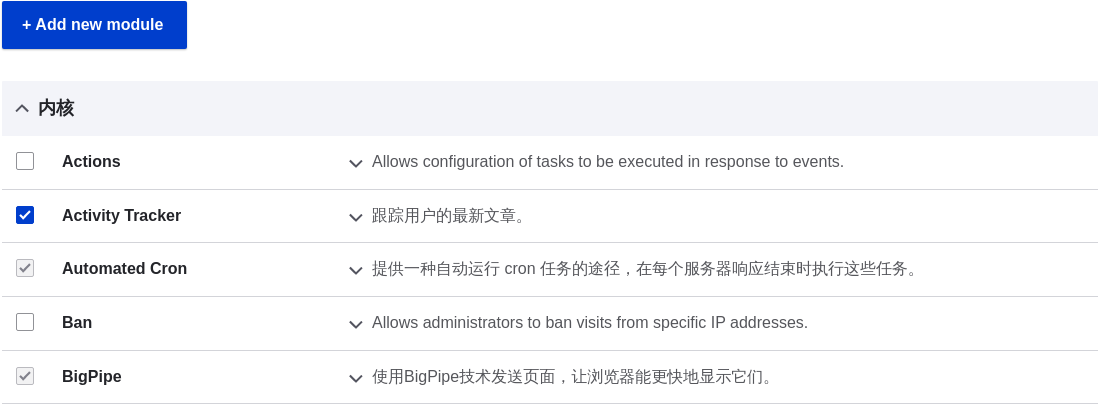 + Add new module
内核
Actions
Allows configuration of tasks to be executed in response to events.
Activity Tracker
跟踪用户的最新文章。
Automated Cron
提供一种自动运行 cron 任务的途径，在每个服务器响应结束时执行这些任务。
Ban
Allows administrators to ban visits from specific IP addresses.
BigPipe
使用BigPipe技术发送页面，让浏览器能更快地显示它们。